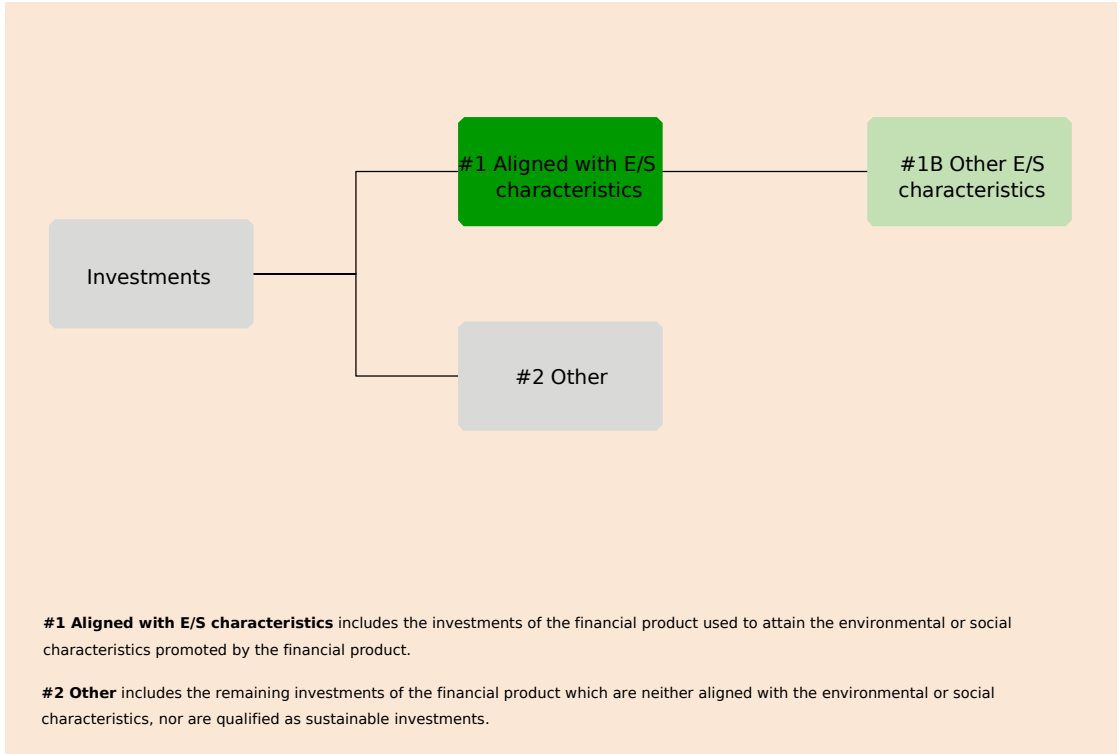 #1 Aligned with E/S
characteristics
#1B Other E/S
characteristics
Investments
#2 Other
#1 Aligned with E/S characteristics includes the investments of the financial product used to attain the environmental or social
characteristics promoted by the financial product.
#2 Other includes the remaining investments of the financial product which are neither aligned with the environmental or social
characteristics, nor are qualified as sustainable investments.